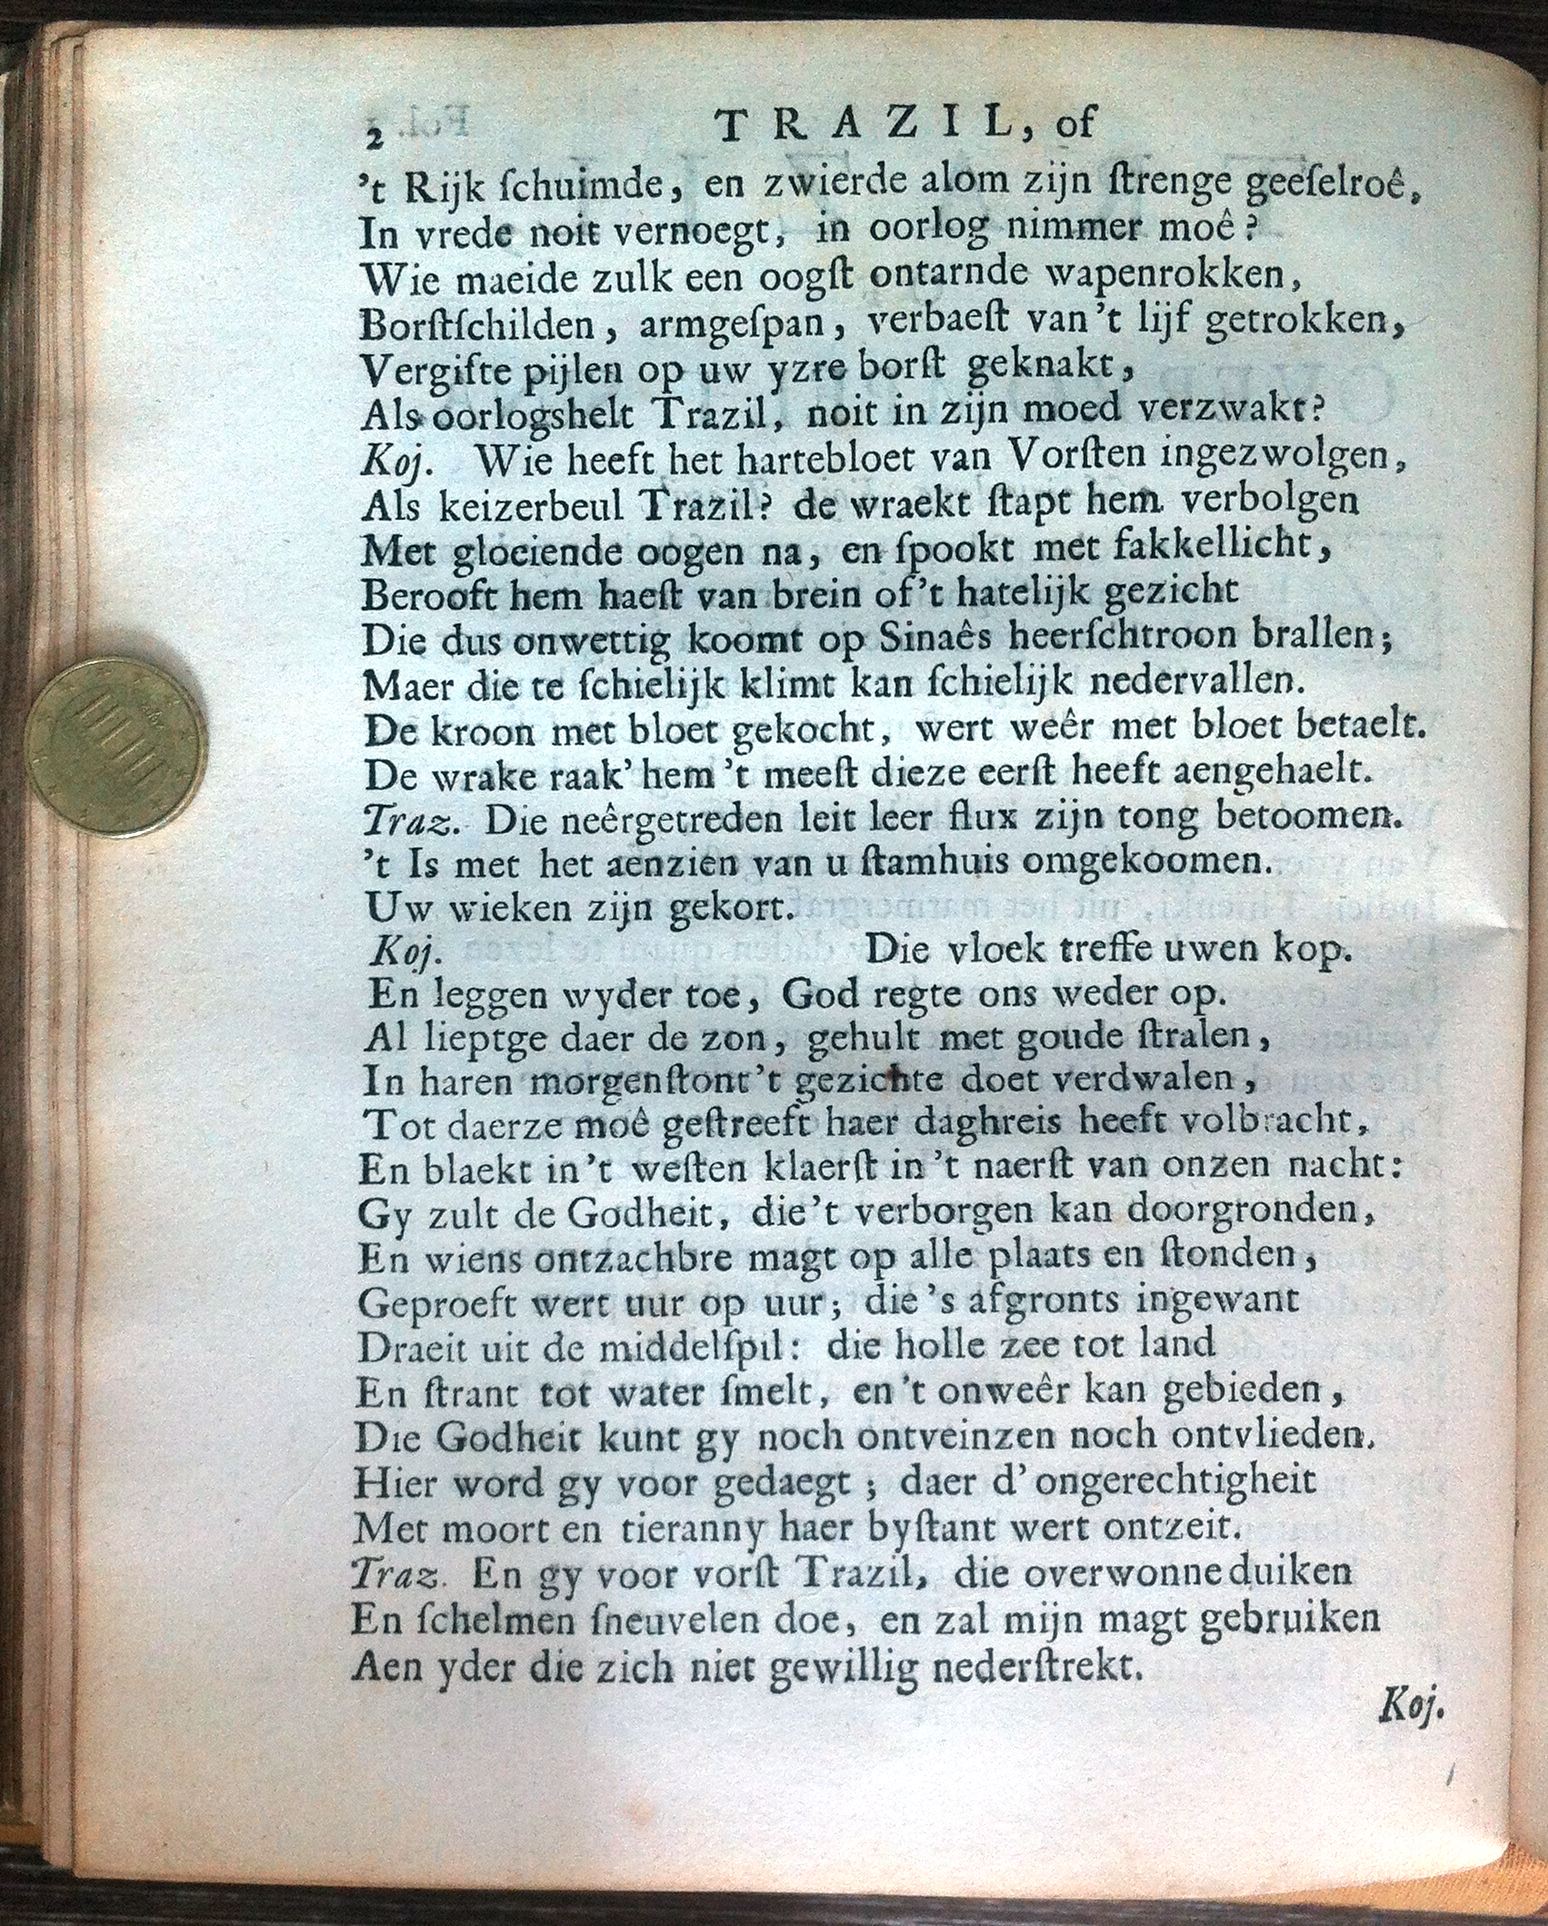 2 TRAZIL, of
't Rijk ſchuimde, en zwierde alom zijn ſtrenge geeſelroê,
In vrede noit vernoegt, in oorlog nimmer moê?
Wie maeide zulk een oogſt ontarnde wapenrokken,
Borſtſchilden, armgeſpan, verbaeſt van 't lijf getrokken,
Vergifte pijlen op uw yzre borſt geknakt,
Als oorlogshelt Trazil, noit in zijn moed verzwakt?
Koj. Wie heeft het hartebloet van Vorſten ingezwolgen,
Als keizerbeul Trazil? de wraekt ſtapt hem verbolgen
Met gloeiende oogen na, en ſpookt met fakkellicht,
Berooft hem haeſt van brein of 't hatelijk gezicht
Die dus onwettig koomt op Sinaês heerſchtroon brallen;
Maer die te ſchielijk klimt kan ſchielijk nedervallen.
De kroon met bloet gekocht, wert weêr met bloet betaelt.
De wrake raak' hem 't meeſt dieze eerſt heeft aengehaelt.
Traz. Die neêrgetreden leit leer flux zijn tong betoomen.
't Is met het aenzien van u ſtamhuis omgekoomen.
Uw wieken zijn gekort.
Koj. Die vloek treffe uwen kop.
En leggen wyder toe, God regte ons weder op.
Al lieptge daer de zon, gehult met goude ſtralen,
In haren morgenſtont 't gezichte doet verdwalen,
Tot daerze moê geſtreeft haer daghreis heeft volbracht,
En blaekt in 't weſten klaerſt in 't naerſt van onzen nacht:
Gy zult de Godheit, die 't verborgen kan doorgronden,
En wiens ontzachbre magt op alle plaats en ſtonden,
Geproeft wert uur op uur; die 's afgronts ingewant
Draeit uit de middelſpil: die holle zee tot land
En ſtrant tot water ſmelt, en 't onweêr kan gebieden,
Die Godheit kunt gy noch ontveinzen noch ontvlieden.
Hier word gy voor gedaegt; daer d' ongerechtigheit
Met moort en tieranny haer byſtant wert ontzeit.
Traz. En gy voor vorſt Trazil, die overwonne duiken
En ſchelmen ſneuvelen doe, en zal mijn magt gebruiken
Aen yder die zich niet gewillig nederſtrekt.
Koj.